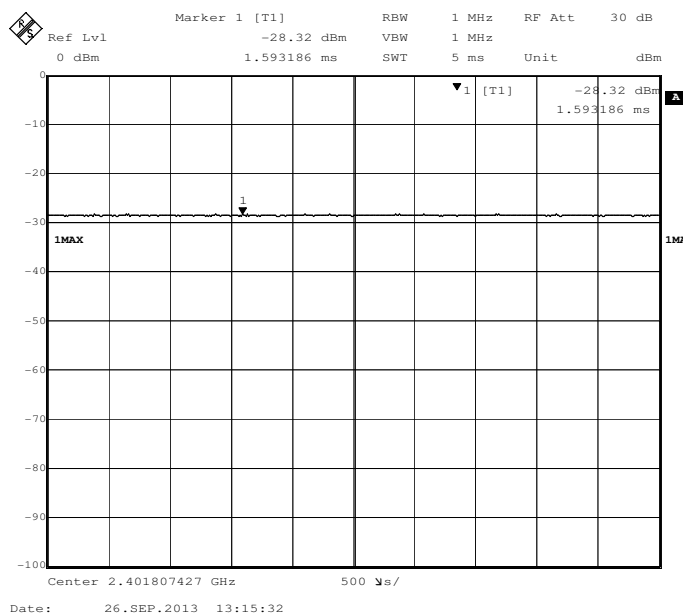 R S
Marker 1 [T1] RBW 1 MHz RF Att 30 dB
Ref Lvl -28.32 dBm VBW 1 MHz
0 dBm 1.593186 ms SWT 5 ms Unit dBm
0
1 [T1] -28.32 dBm
A
1.593186 ms
-10
-20
1
-30
1MAX 1MA
-40
-50
-60
-70
-80
-90
-100
Center 2.401807427 GHz 500 s/
Date: 26.SEP.2013 13:15:32